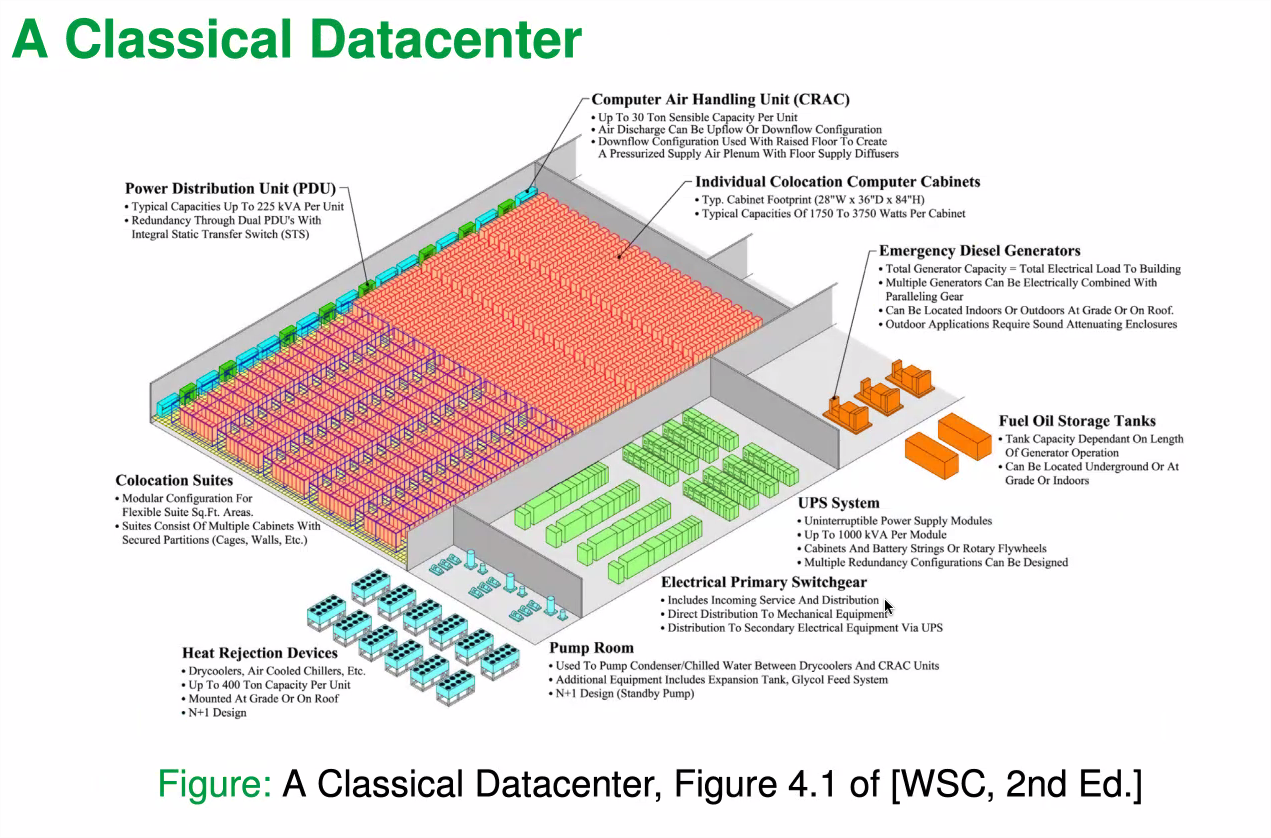 A Classical Datacenter
Computer Air Handling Unit (CRAC)
• Up To 30 Ton Sensible Capacity Per Unit
• Air Discharge Can Be Upflow Or Downflow Configuration
• Downflow Configuration Used With Raised Floor To Create
A Pressurized Supply Air Plenum With Floor Supply Diffusers
Power Distribution Unit (PDU)
• Typical Capacities Up To 225 kVA Per Unit
• Redundancy Through Dual PDU's With
Integral Static Transfer Switch (STS)
Individual Colocation Computer Cabinets
• Typ. Cabinet Footprint (28"W x 36"D x 84"H)
• Typical Capacities Of 1750 To 3750 Watts Per Cabinet
Emergency Diesel Generators
• Total Generator Capacity = Total Electrical Load To Building
• Multiple Generators Can Be Electrically Combined With
Paralleling Gear
• Can Be Located Indoors Or Outdoors At Grade Or On Roof.
• Outdoor Applications Require Sound Attenuating Enclosures
Fuel Oil Storage Tanks
• Tank Capacity Dependant On Length
Of Generator Operation
• Can Be Located Underground Or At
Grade Or Indoors
Colocation Suites
• Modular Configuration For
Flexible Suite Sq.Ft. Areas.
• Suites Consist Of Multiple Cabinets With
Secured Partitions (Cages, Walls, Etc.)
UPS System
• Uninterruptible Power Supply Modules
• Up To 1000 kVA Per Module
• Cabinets And Battery Strings Or Rotary Flywheels
• Multiple Redundancy Configurations Can Be Designed
Electrical Primary Switchgear
• Includes Incoming Service And Distribution
• Direct Distribution To Mechanical Equipment
• Distribution To Secondary Electrical Equipment Via UPS
Pump Room
• Used To Pump Condenser/Chilled Water Between Drycoolers And CRAC Units
• Additional Equipment Includes Expansion Tank, Glycol Feed System
• N+1 Design (Standby Pump)
Heat Rejection Devices
• Drycoolers, Air Cooled Chillers, Etc.
• Up To 400 Ton Capacity Per Unit
• Mounted At Grade Or On Roof
• N+1 Design
Figure: A Classical Datacenter, Figure 4.1 of [WSC, 2nd Ed.]